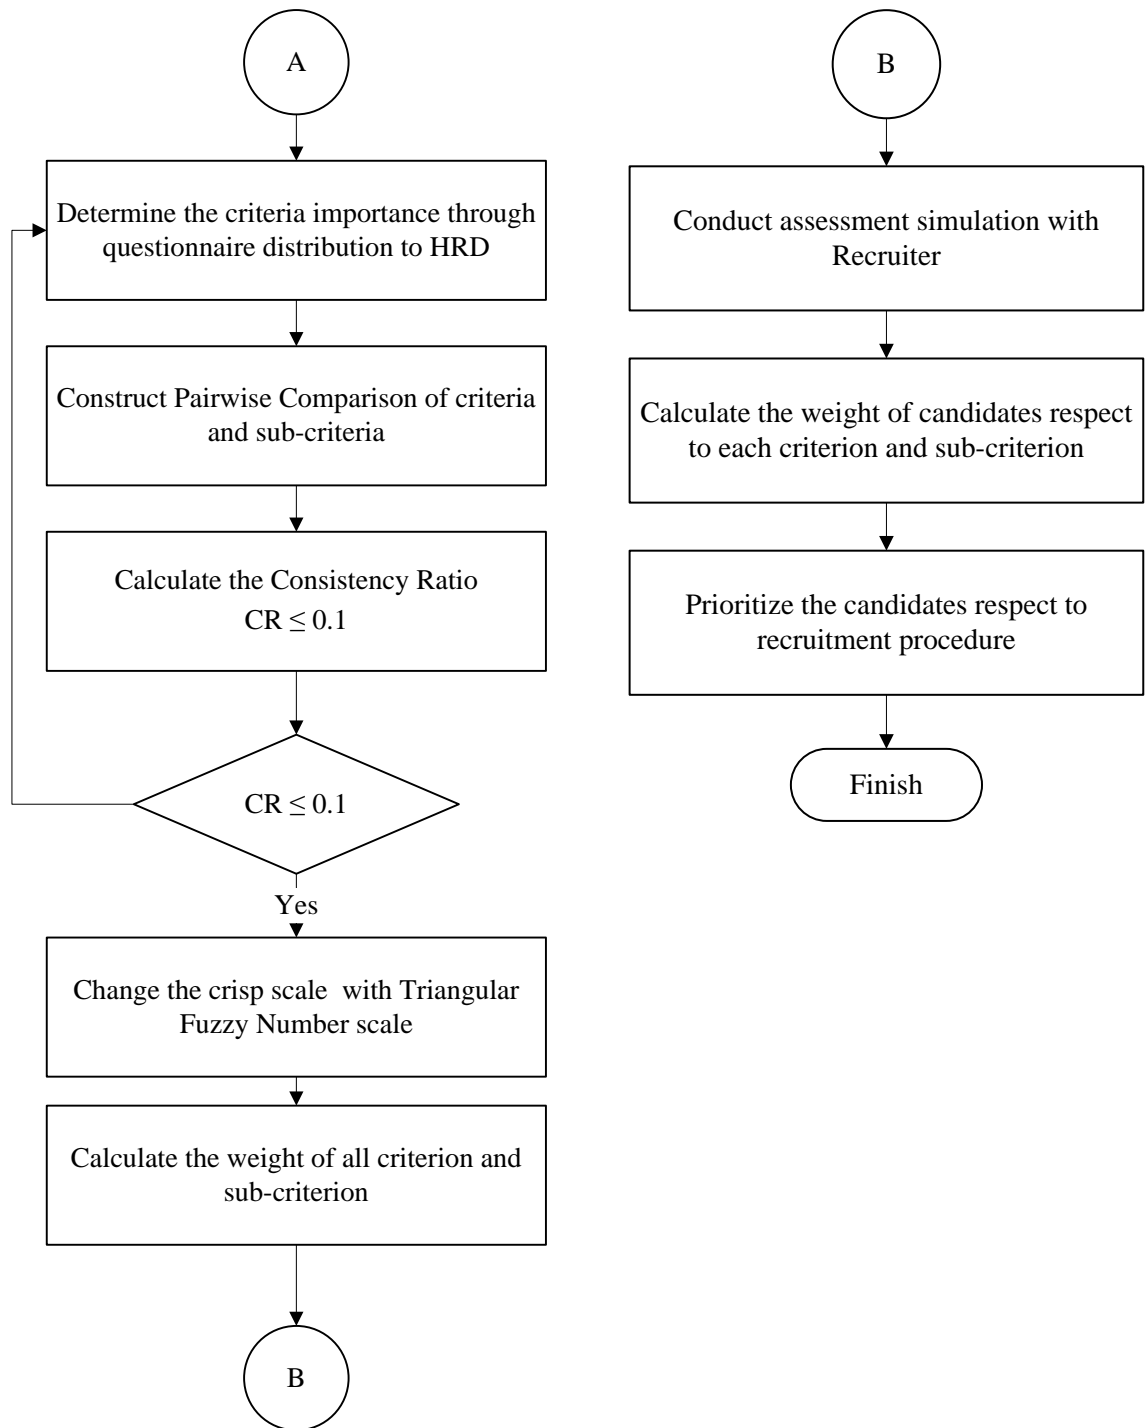 A
Determine the criteria importance through
questionnaire distribution to HRD
Construct Pairwise Comparison of criteria
and sub-criteria
Calculate the Consistency Ratio
CR ≤ 0.1
CR ≤ 0.1
Yes
Change the crisp scale  with Triangular
Fuzzy Number scale
Calculate the weight of all criterion and
sub-criterion
B
B
Conduct assessment simulation with
Recruiter
Calculate the weight of candidates respect
to each criterion and sub-criterion
Prioritize the candidates respect to
recruitment procedure
Finish